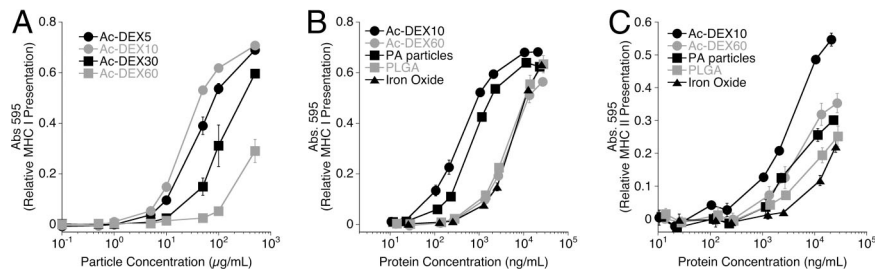 A
Abs 595
(Relative MHC I Presentation)
0.8
0.6
0.4
0.2
0
Ac-DEX5
Ac-DEX10
Ac-DEX30
Ac-DEX60
10-1
100
101
102
103
Particle Concentration (µg/mL)
B
Abs. 595
(Relative MHC I Presentation)
0.8
0.6
0.4
0.2
0
Ac-DEX10
Ac-DEX60
PA particles
PLGA
Iron Oxide
101
102
103
104
105
Protein Concentration (ng/mL)
C
Abs. 595
(Relative MHC II Presentation)
0.6
0.5
0.4
0.3
0.2
0.1
0
Ac-DEX10
Ac-DEX60
PA particles
PLGA
Iron Oxide
101
102
103
104
105
Protein Concentration (ng/mL)